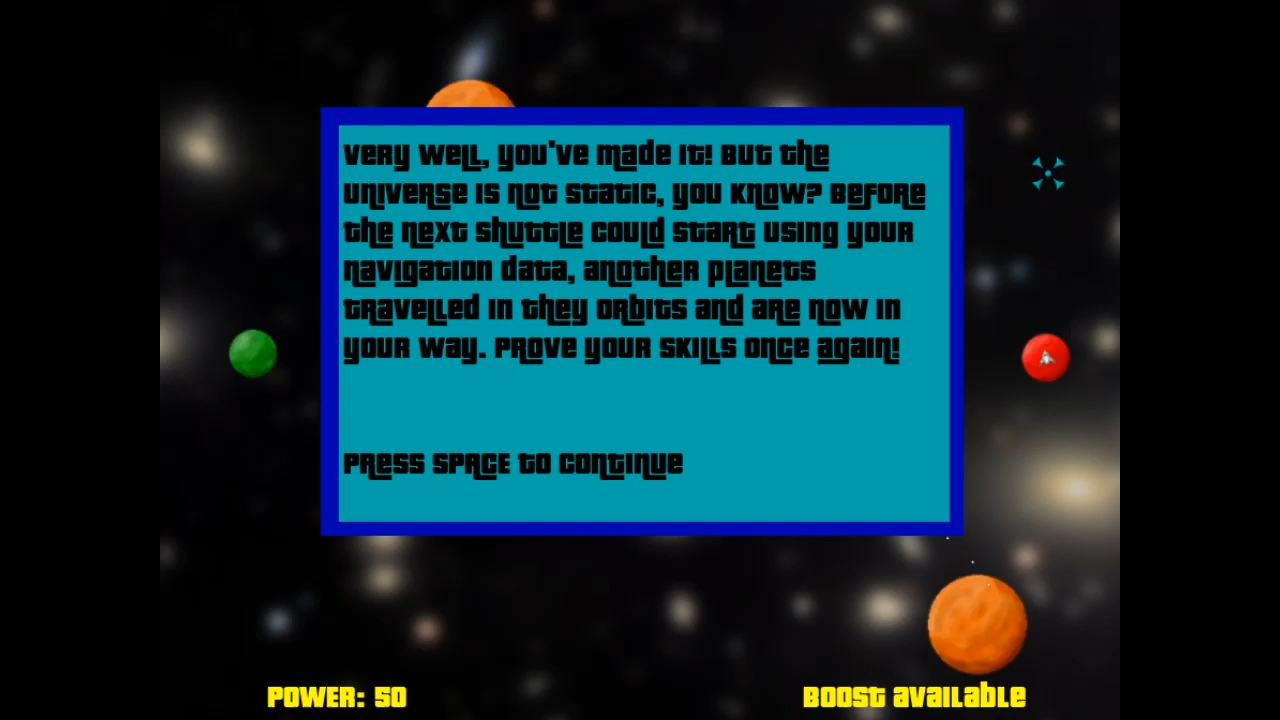 Very well, you've made it! But the
universe is not static, you know? Before
the next shuttle could start using your
navigation data, another planets
travelled in they orbits and are now in
your way. Prove your skills once again!
Press SPACE to continue
POWER: 50
Boost available